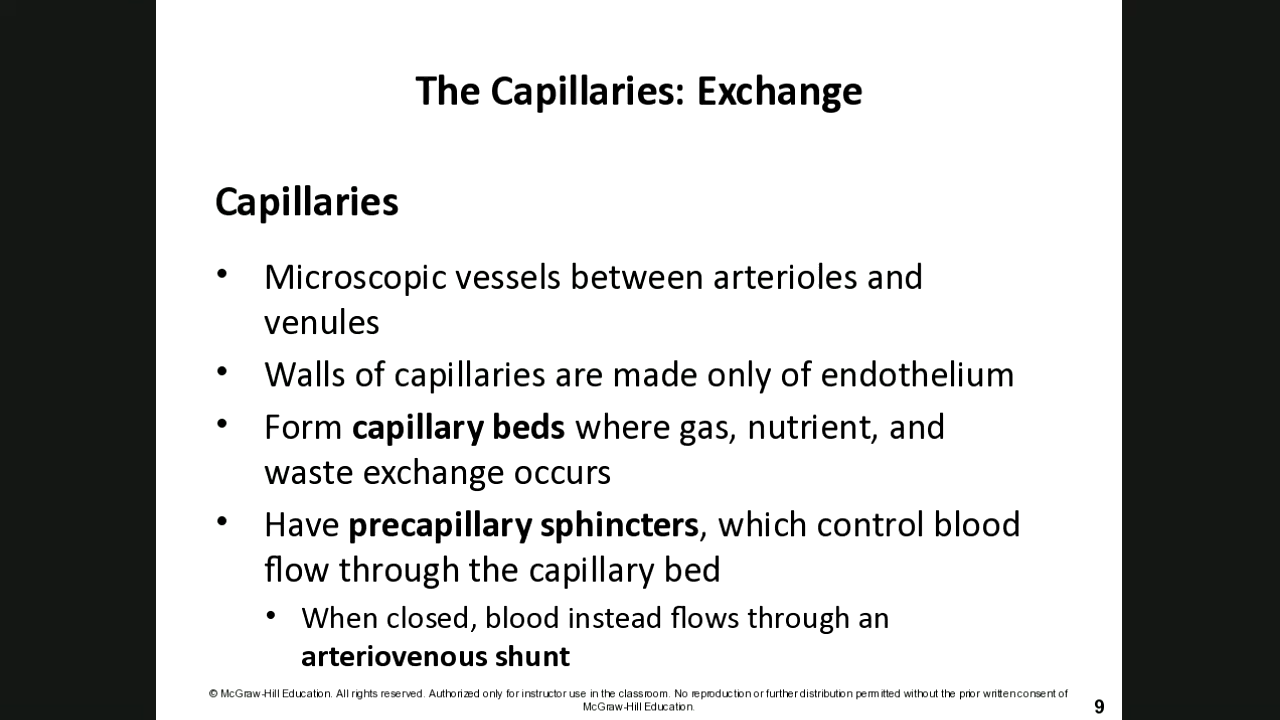 The Capillaries: Exchange
Capillaries
• Microscopic vessels between arterioles and
venules
• Walls of capillaries are made only of endothelium
• Form capillary beds where gas, nutrient, and
waste exchange occurs
• Have precapillary sphincters, which control blood
flow through the capillary bed
• When closed, blood instead flows through an
arteriovenous shunt
© McGraw-Hill Education. All rights reserved. Authorized only for instructor use in the classroom. No reproduction or further distribution permitted without the prior written consent of
McGraw-Hill Education.
9